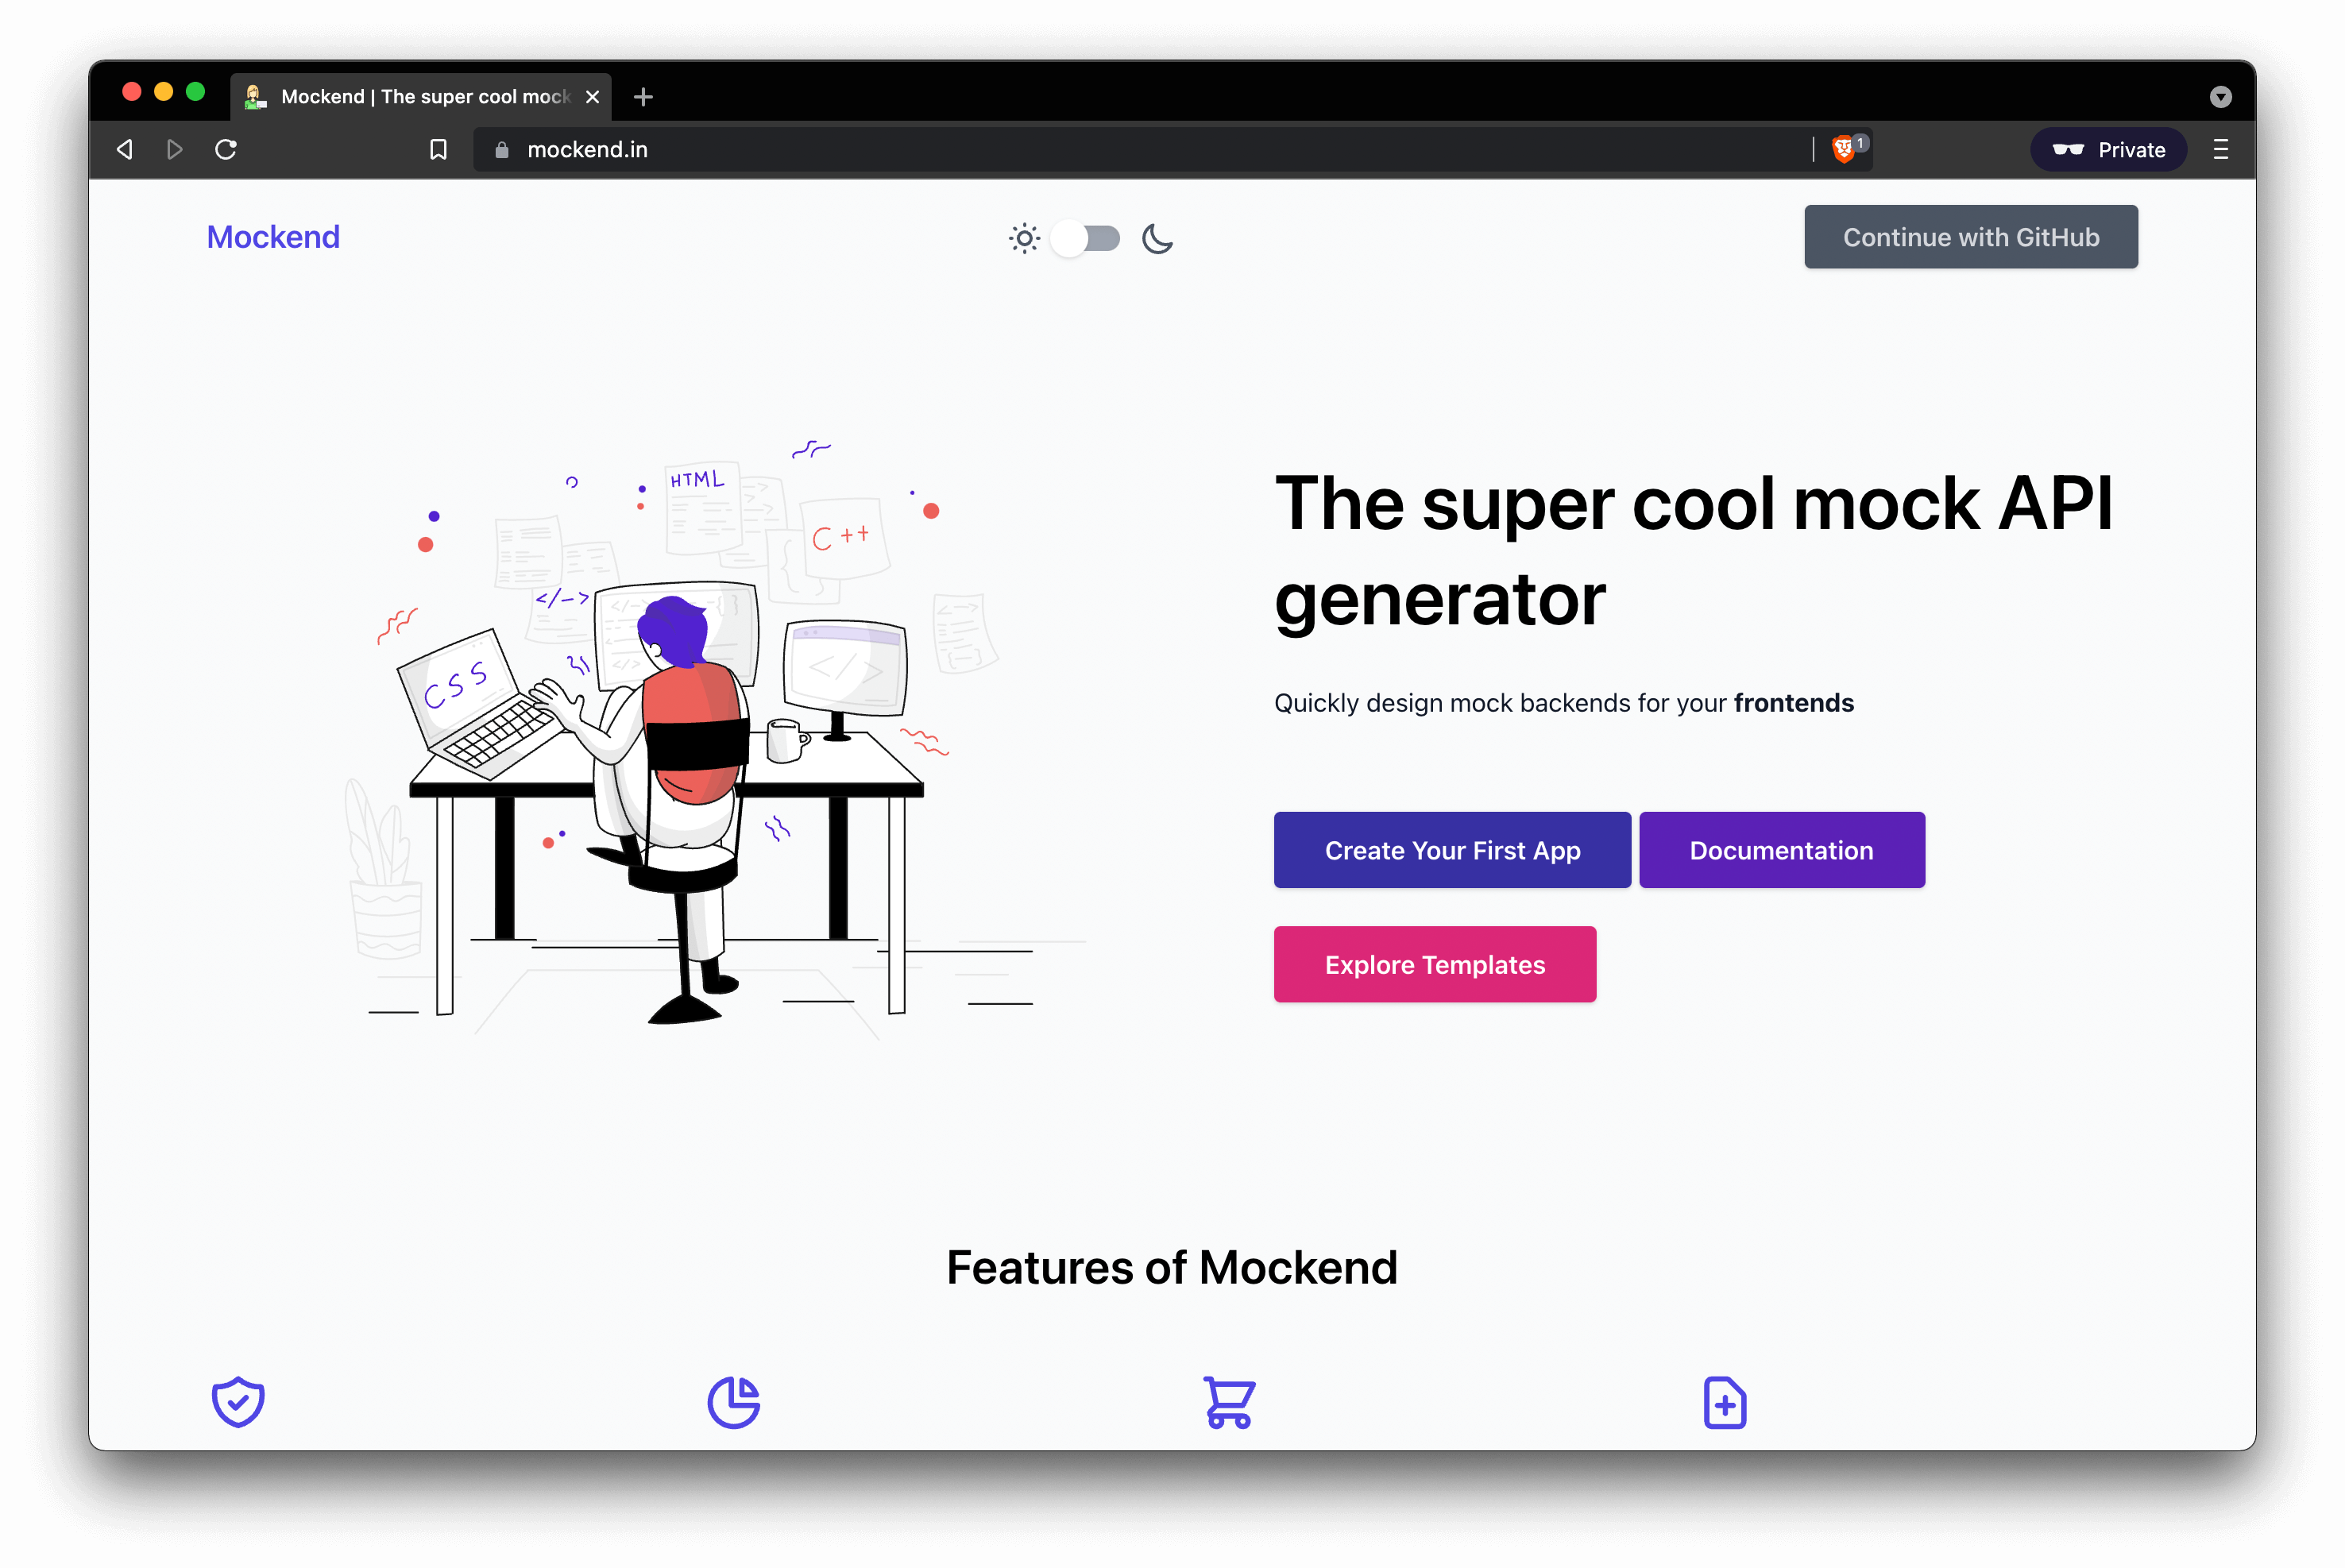 Mockend | The super cool mock
mockend.in
1
Private
Mockend
Continue with GitHub
HTML
C++
</-->
CSS
</>
The super cool mock API
generator
Quickly design mock backends for your frontends
Create Your First App
Documentation
Explore Templates
Features of Mockend